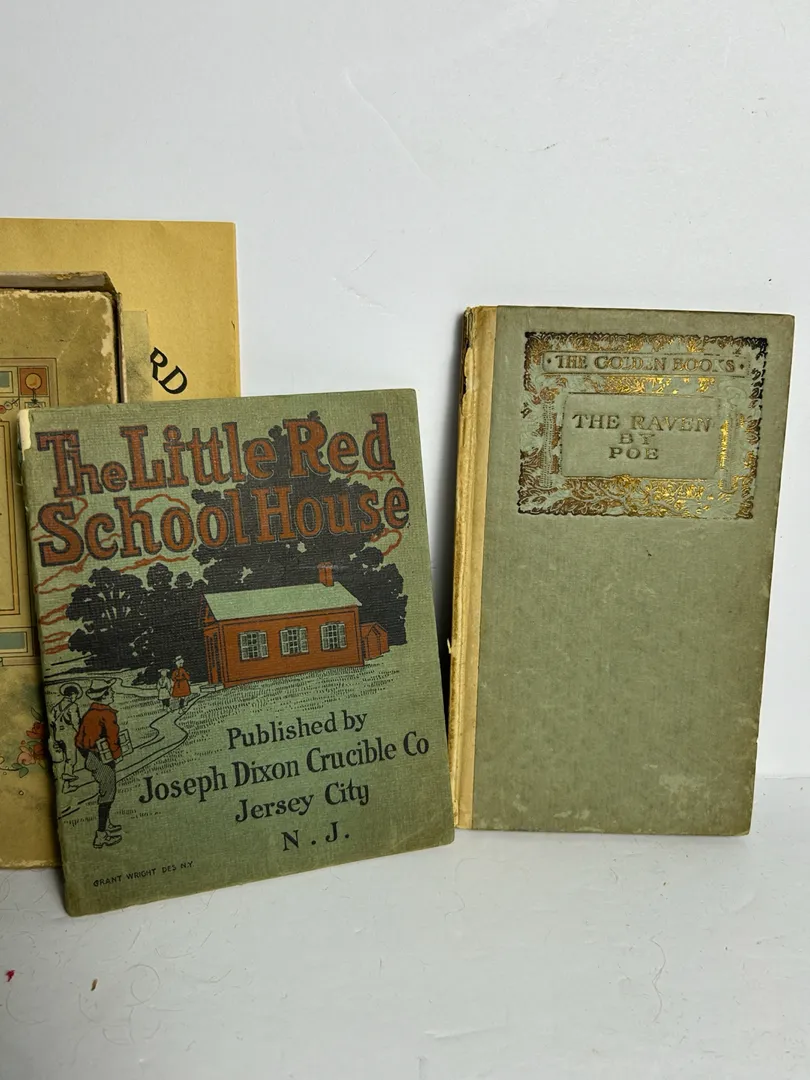 RD
The Little Red
School House
Published by
Joseph Dixon Crucible Co
Jersey City
N. J.
GRANT WRIGHT DES N.Y
· THE GOLDEN BOOKS ·
THE RAVEN
BY
POE